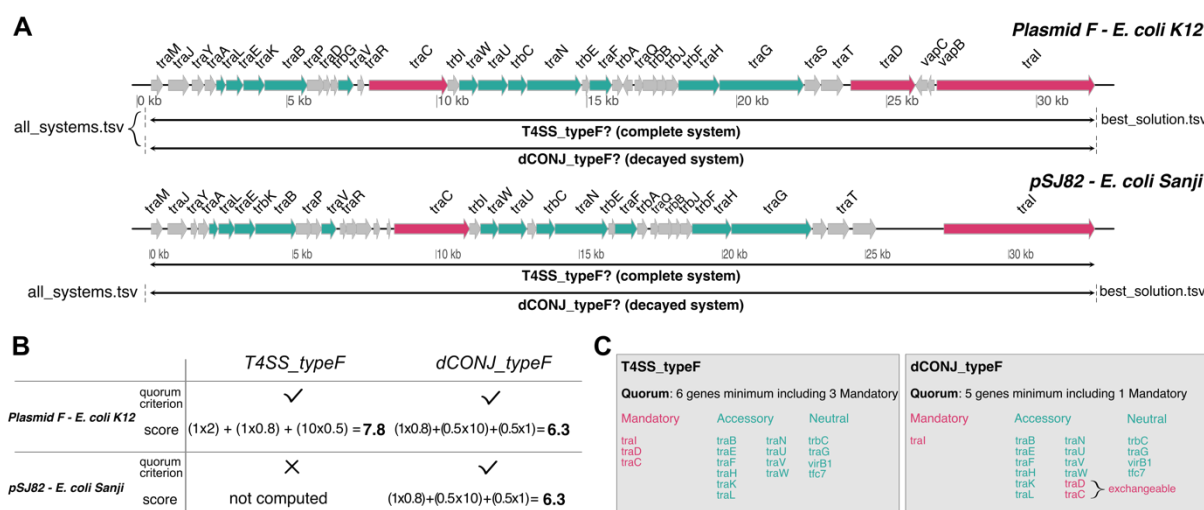 A
Plasmid F - E. coli K12
traM traJ traY traA traL traE traK traB traP traD trbG traV traR traC trbI traW traU trbC traN trbE traF trbA traQ trbB trbJ trbF traH traG traS traT traD vapC vapB traI
0 kb 5 kb 10 kb 15 kb 20 kb 25 kb 30 kb
all_systems.tsv
T4SS_typeF? (complete system)
best_solution.tsv
dCONJ_typeF? (decayed system)
pSJ82 - E. coli Sanji
traM traJ traY traA traL traE trbK traB traP traV traR traC trbI traW traU trbC traN trbE traF trbA traQ trbB trbJ trbF traH traG traT traI
0 kb 5 kb 10 kb 15 kb 20 kb 25 kb 30 kb
T4SS_typeF? (complete system)
all_systems.tsv
best_solution.tsv
dCONJ_typeF? (decayed system)
B
T4SS_typeF dCONJ_typeF
quorum
criterion
Plasmid F - E. coli K12
score (1x2) + (1x0.8) + (10x0.5) = 7.8 (1x0.8)+(0.5x10)+(0.5x1)= 6.3
quorum
criterion
pSJ82 - E. coli Sanji
score not computed (1x0.8)+(0.5x10)+(0.5x1)= 6.3
C
T4SS_typeF
Quorum: 6 genes minimum including 3 Mandatory
Mandatory Accessory Neutral
traI traB traN trbC
traD traE traU traG
traC traF traV virB1
traH traW tfc7
traK
traL
dCONJ_typeF
Quorum: 5 genes minimum including 1 Mandatory
Mandatory Accessory Neutral
traI traB traN trbC
traE traU traG
traF traV virB1
traH traW tfc7
traK traD
traL traC
exchangeable